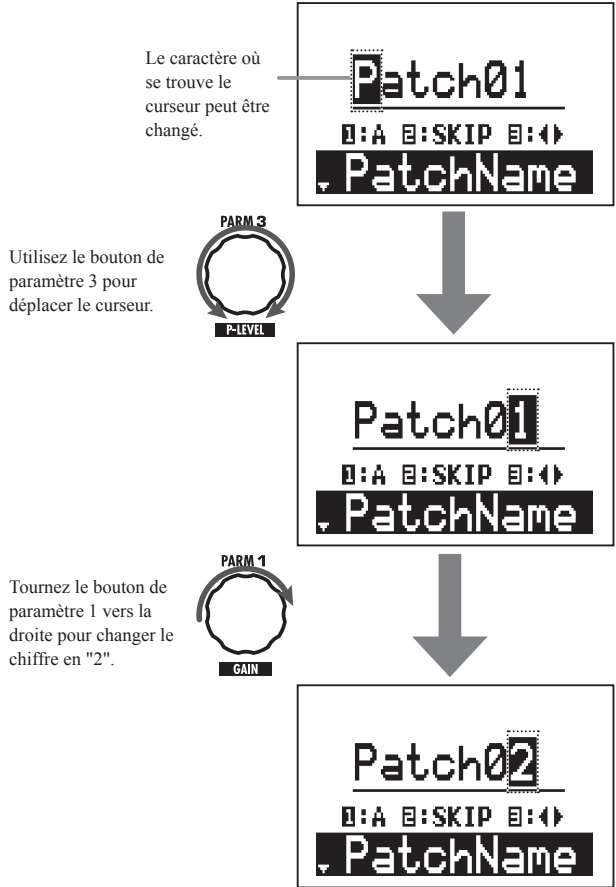 Le caractère où
se trouve le
curseur peut être
changé.
Patch01
1:A 2:SKIP 3:
PatchName
Utilisez le bouton de
paramètre 3 pour
déplacer le curseur.
PARM 3
P-LEVEL
Patch01
1:A 2:SKIP 3:
PatchName
Tournez le bouton de
paramètre 1 vers la
droite pour changer le
chiffre en "2".
PARM 1
GAIN
Patch02
1:A 2:SKIP 3:
PatchName